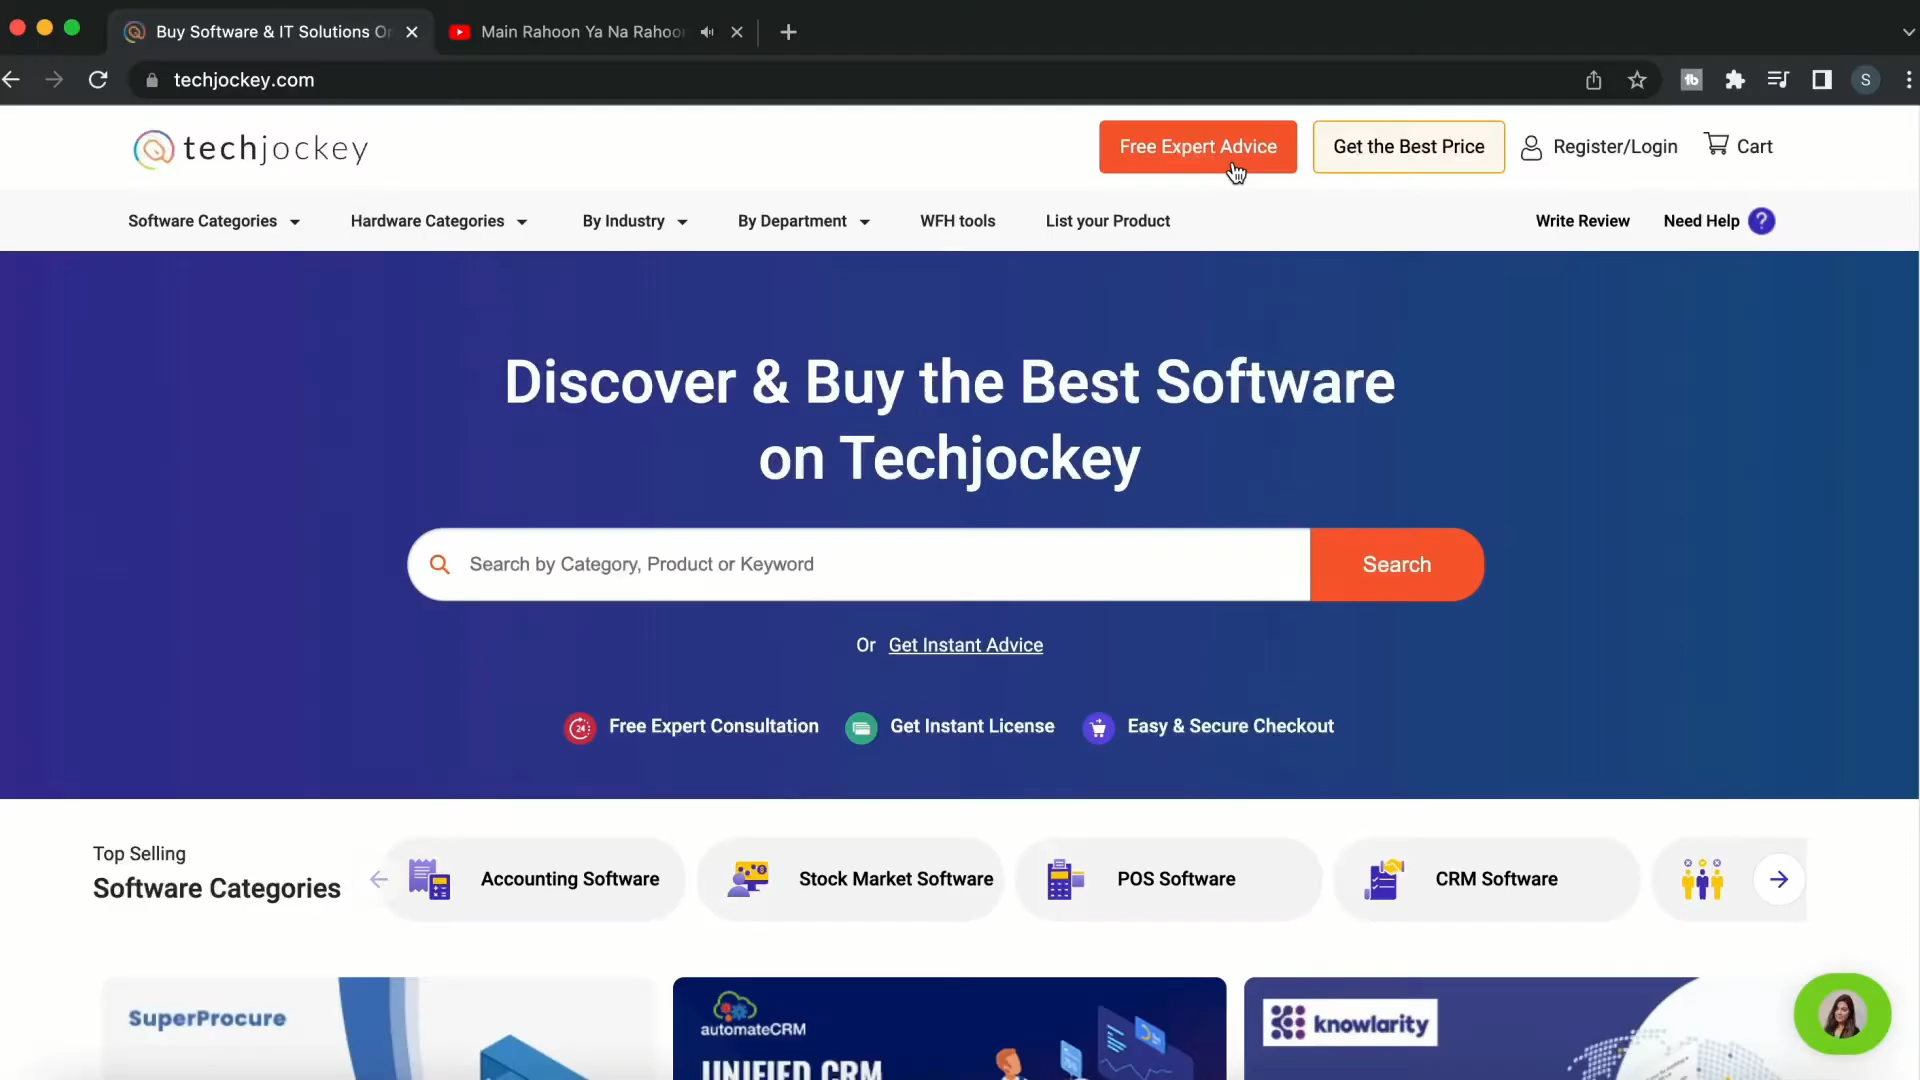 Buy Software & IT Solutions O
Main Rahoon Ya Na Rahoon
techjockey.com
S
techjockey
Free Expert Advice
Get the Best Price
Register/Login
Cart
Software Categories
Hardware Categories
By Industry
By Department
WFH tools
List your Product
Write Review
Need Help ?
Discover & Buy the Best Software
on Techjockey
Search by Category, Product or Keyword
Search
Or Get Instant Advice
24
Free Expert Consultation
Get Instant License
Easy & Secure Checkout
Top Selling
Software Categories
Accounting Software
Stock Market Software
POS Software
CRM Software
SuperProcure
automateCRM
UNIFIED CRM
knowlarity